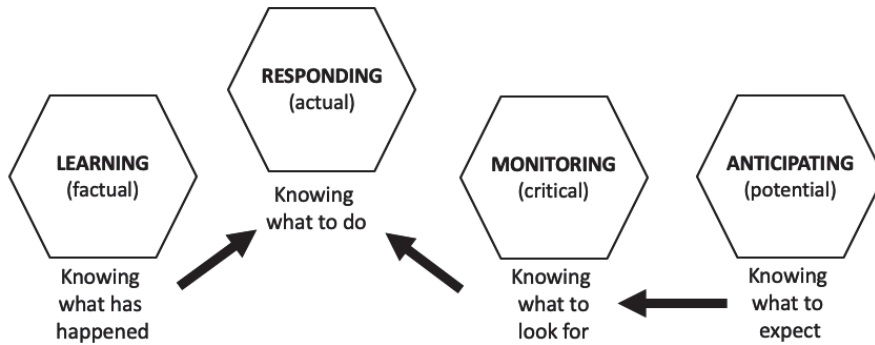 LEARNING
(factual)
Knowing
what has
happened
RESPONDING
(actual)
Knowing
what to do
MONITORING
(critical)
Knowing
what to
look for
ANTICIPATING
(potential)
Knowing
what to
expect